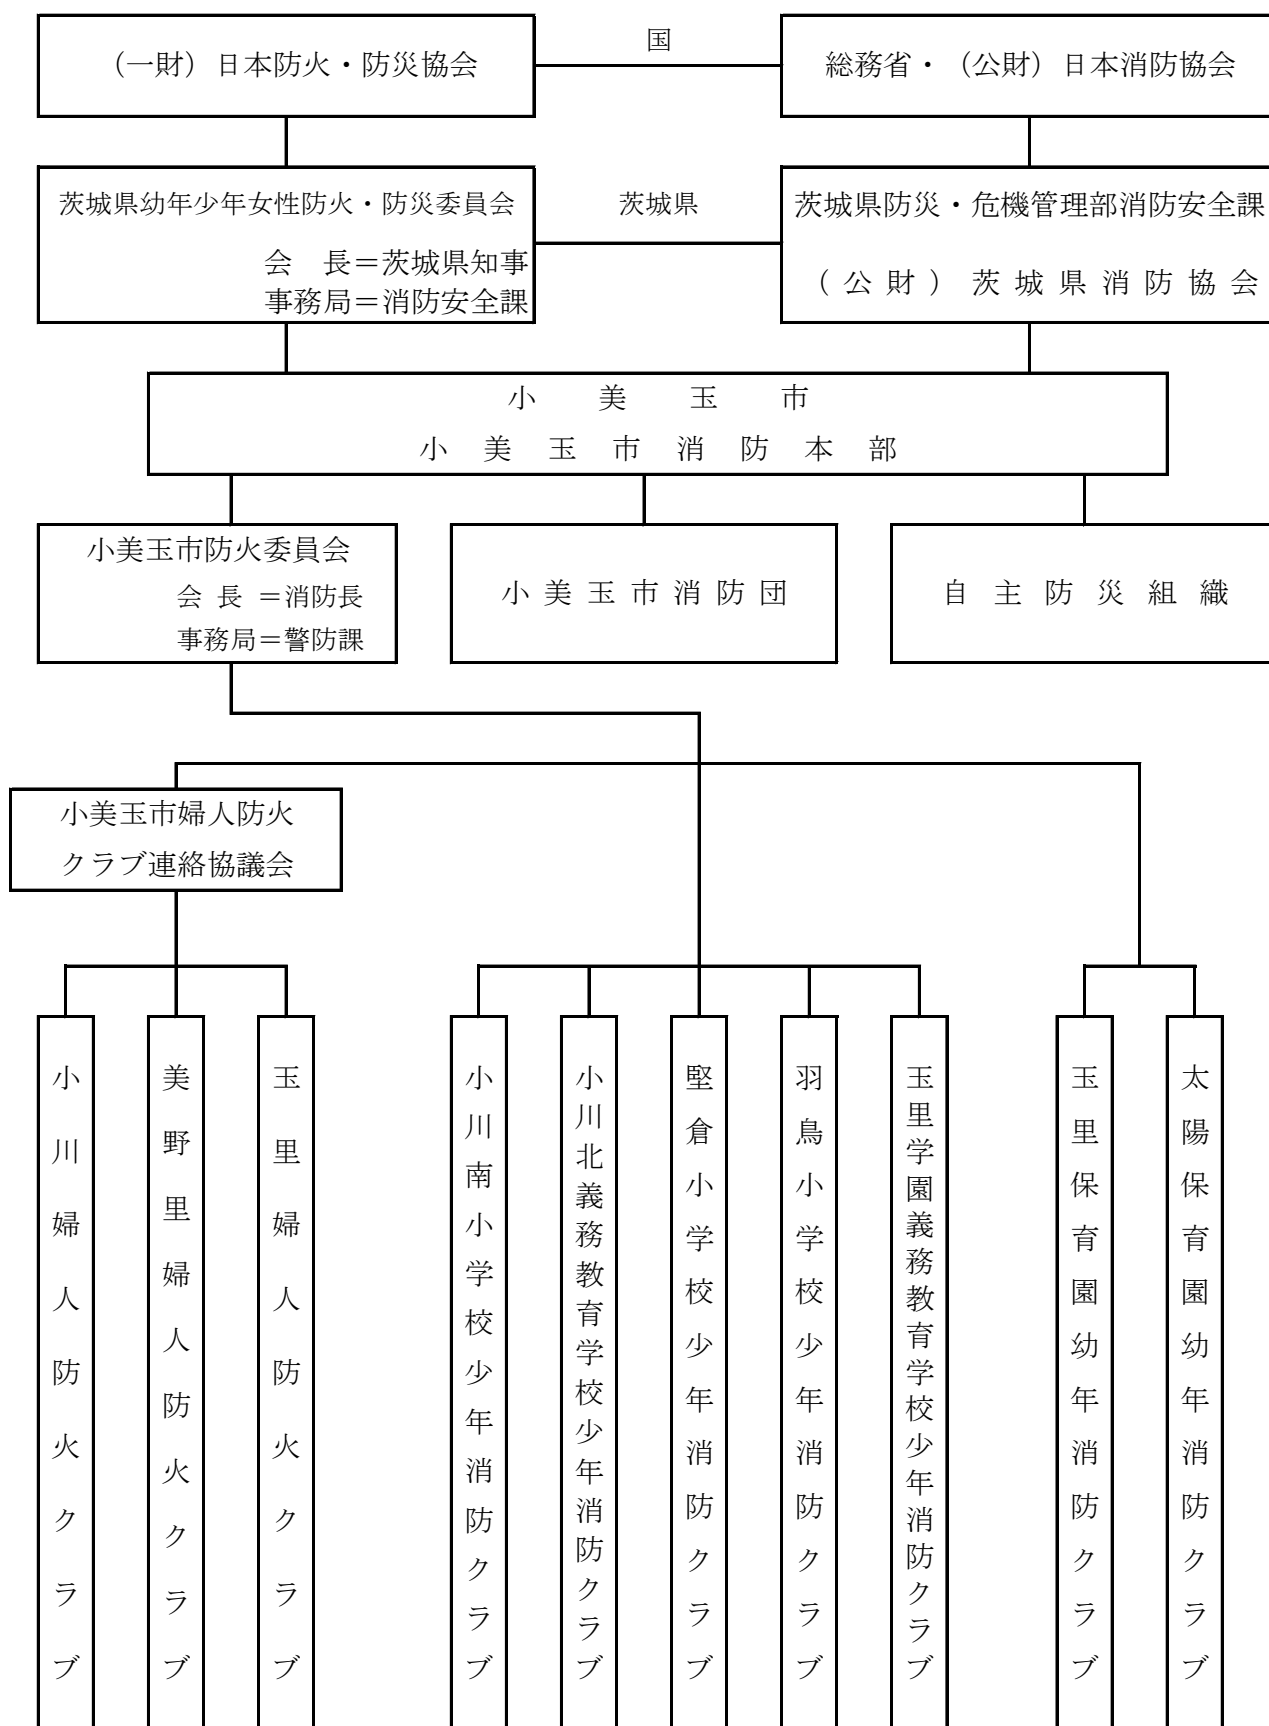 国
（一財）日本防火・防災協会
総務省・（公財）日本消防協会
茨城県幼年少年女性防火・防災委員会
会　長＝茨城県知事
事務局＝消防安全課
茨城県
茨城県防災・危機管理部消防安全課
（公財）茨城県消防協会
小美玉市
小美玉市消防本部
小美玉市防火委員会
会長＝消防長
事務局＝警防課
小美玉市消防団
自主防災組織
小美玉市婦人防火
クラブ連絡協議会
小川婦人防火クラブ
美野里婦人防火クラブ
玉里婦人防火クラブ
小川南小学校少年消防クラブ
小川北義務教育学校少年消防クラブ
堅倉小学校少年消防クラブ
羽鳥小学校少年消防クラブ
玉里学園義務教育学校少年消防クラブ
玉里保育園幼年消防クラブ
太陽保育園幼年消防クラブ